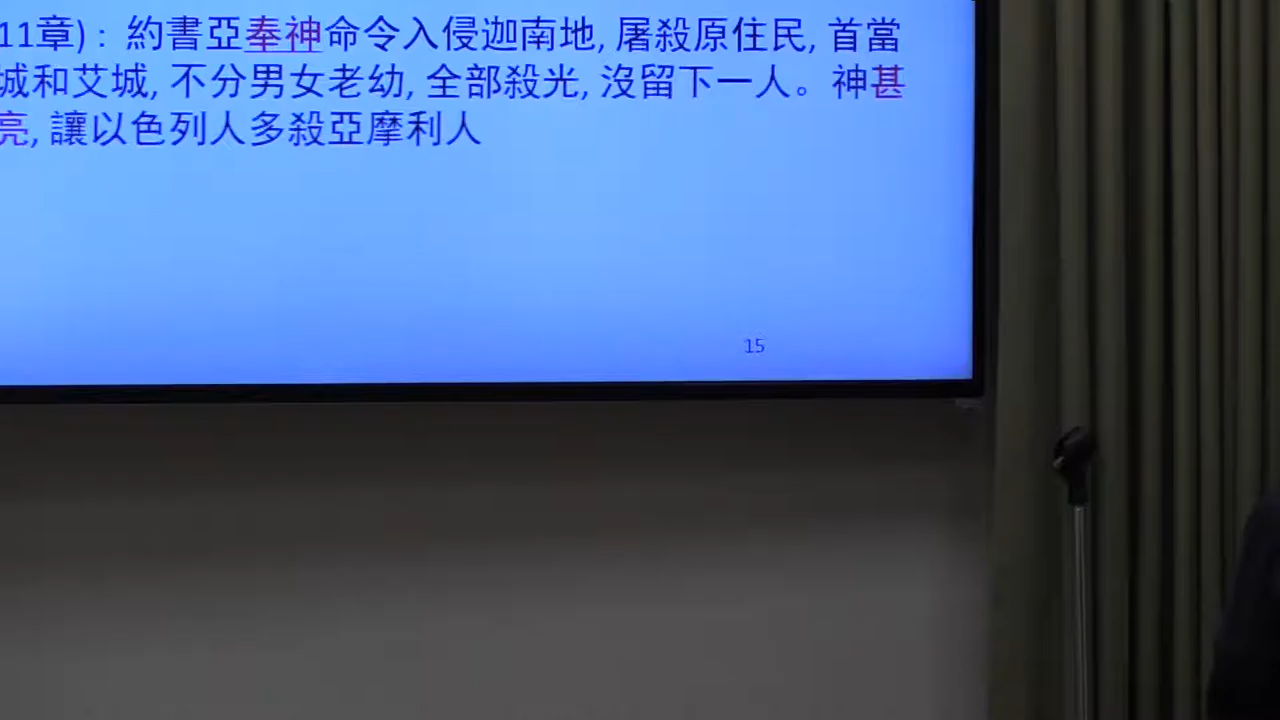 11章) : 約書亞奉神命令入侵迦南地, 屠殺原住民, 首當
城和艾城, 不分男女老幼, 全部殺光, 沒留下一人。神甚
亮, 讓以色列人多殺亞摩利人
15